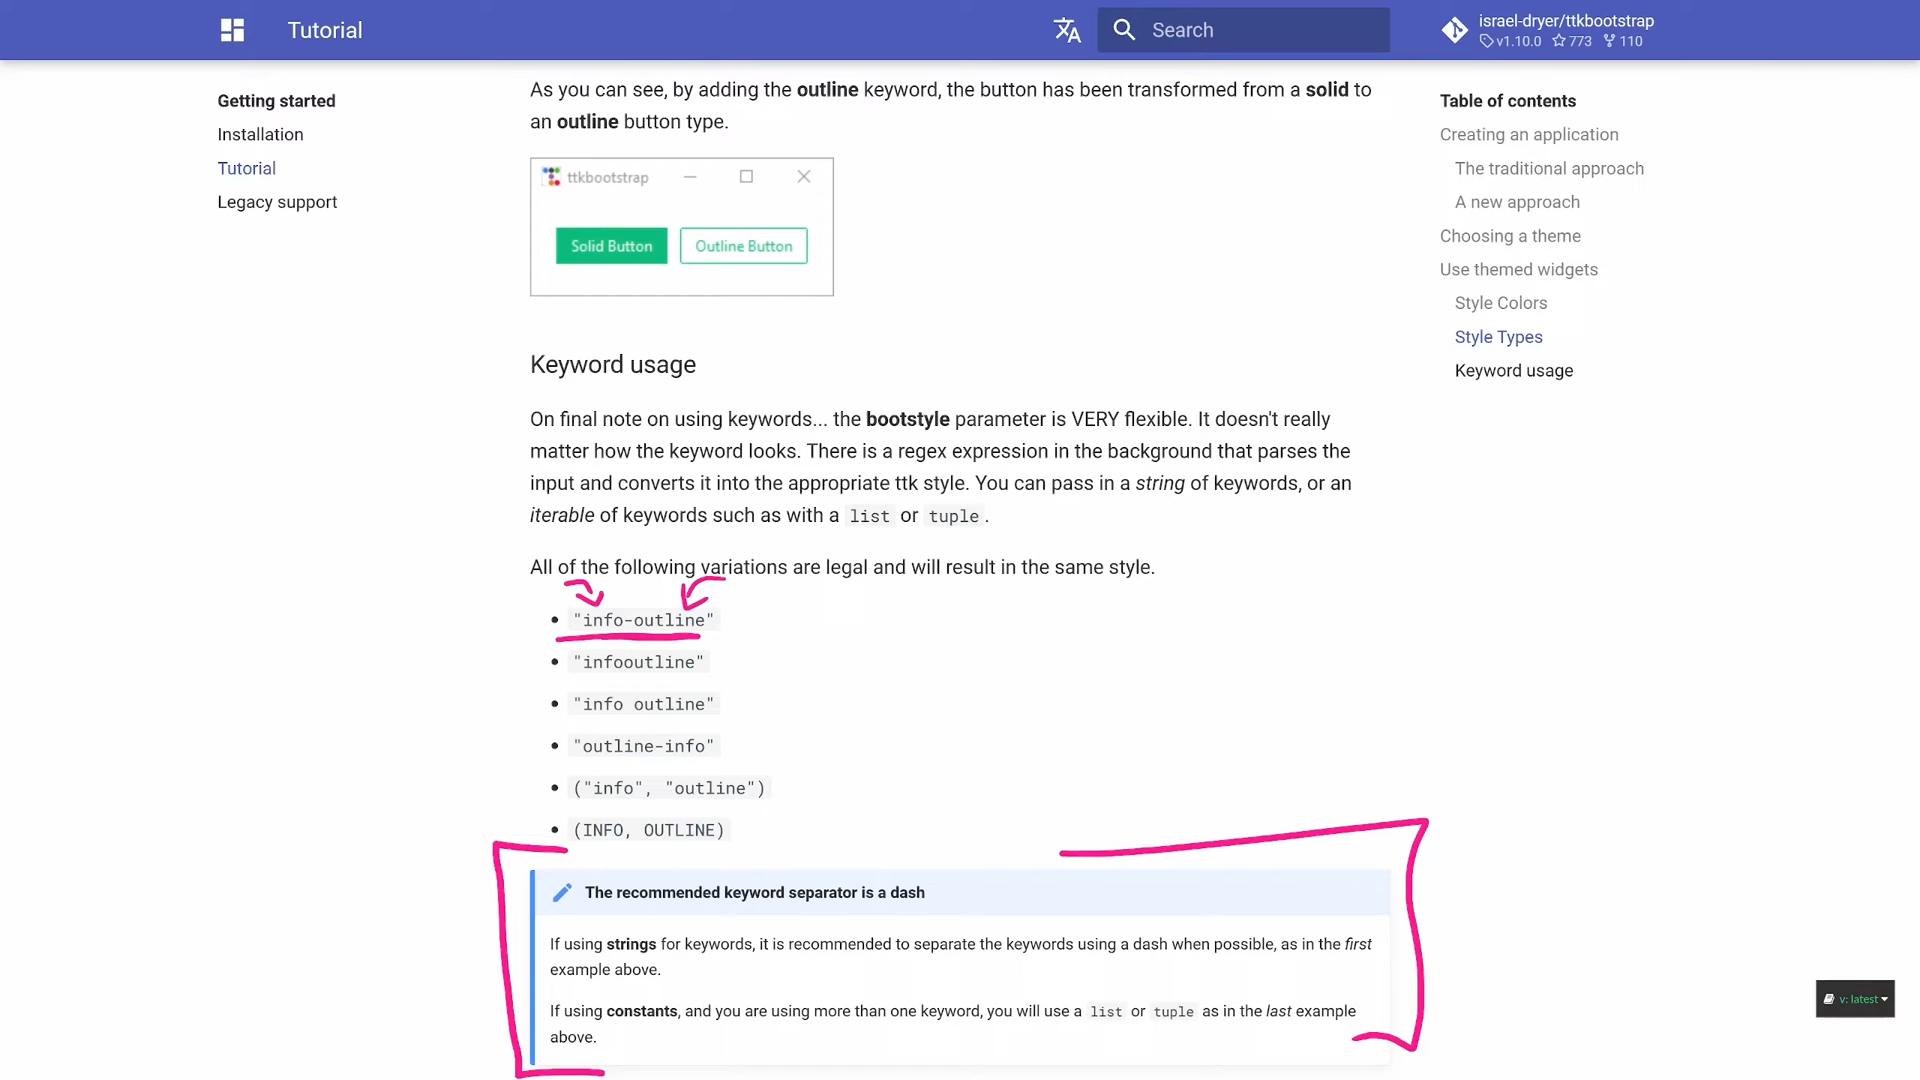 Tutorial
Search
israel-dryer/ttkbootstrap
v1.10.0 773 110
Getting started
Installation
Tutorial
Legacy support
As you can see, by adding the outline keyword, the button has been transformed from a solid to
an outline button type.
ttkbootstrap
Solid Button Outline Button
Keyword usage
On final note on using keywords... the bootstyle parameter is VERY flexible. It doesn't really
matter how the keyword looks. There is a regex expression in the background that parses the
input and converts it into the appropriate ttk style. You can pass in a string of keywords, or an
iterable of keywords such as with a list or tuple.
All of the following variations are legal and will result in the same style.
• "info-outline"
• "infooutline"
• "info outline"
• "outline-info"
• ("info", "outline")
• (INFO, OUTLINE)
The recommended keyword separator is a dash
If using strings for keywords, it is recommended to separate the keywords using a dash when possible, as in the first
example above.
If using constants, and you are using more than one keyword, you will use a list or tuple as in the last example
above.
Table of contents
Creating an application
The traditional approach
A new approach
Choosing a theme
Use themed widgets
Style Colors
Style Types
Keyword usage
v: latest